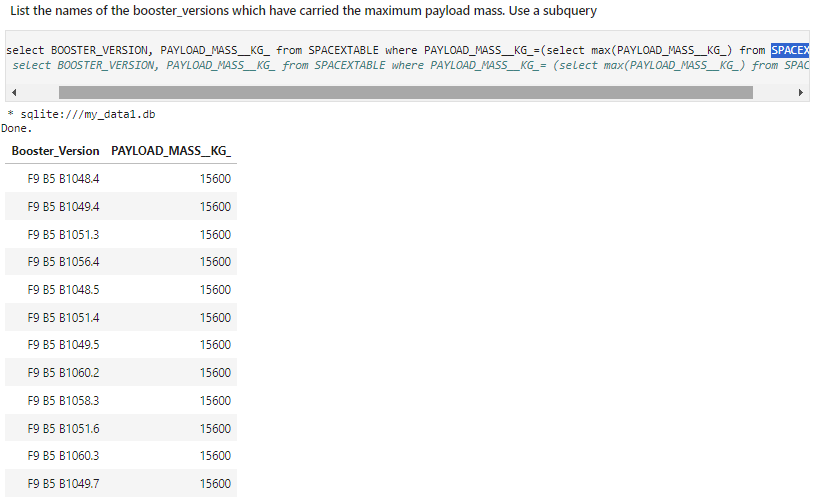 List the names of the booster_versions which have carried the maximum payload mass. Use a subquery
select BOOSTER_VERSION, PAYLOAD_MASS__KG_ from SPACEXTABLE where PAYLOAD_MASS__KG_=(select max(PAYLOAD_MASS__KG_) from SPACEX
select BOOSTER_VERSION, PAYLOAD_MASS__KG_ from SPACEXTABLE where PAYLOAD_MASS__KG_= (select max(PAYLOAD_MASS__KG_) from SPAC
* sqlite:///my_data1.db
Done.
Booster_Version PAYLOAD_MASS__KG_
F9 B5 B1048.4 15600
F9 B5 B1049.4 15600
F9 B5 B1051.3 15600
F9 B5 B1056.4 15600
F9 B5 B1048.5 15600
F9 B5 B1051.4 15600
F9 B5 B1049.5 15600
F9 B5 B1060.2 15600
F9 B5 B1058.3 15600
F9 B5 B1051.6 15600
F9 B5 B1060.3 15600
F9 B5 B1049.7 15600